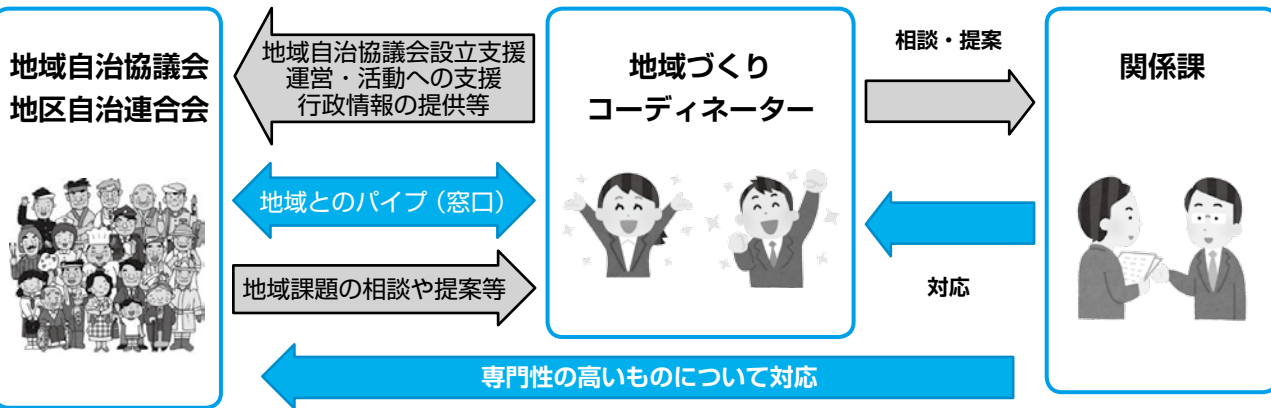 地域自治協議会
地区自治連合会
地域自治協議会設立支援
運営・活動への支援
行政情報の提供等
地域とのパイプ（窓口）
地域課題の相談や提案等
地域づくり
コーディネーター
相談・提案
対応
関係課
専門性の高いものについて対応